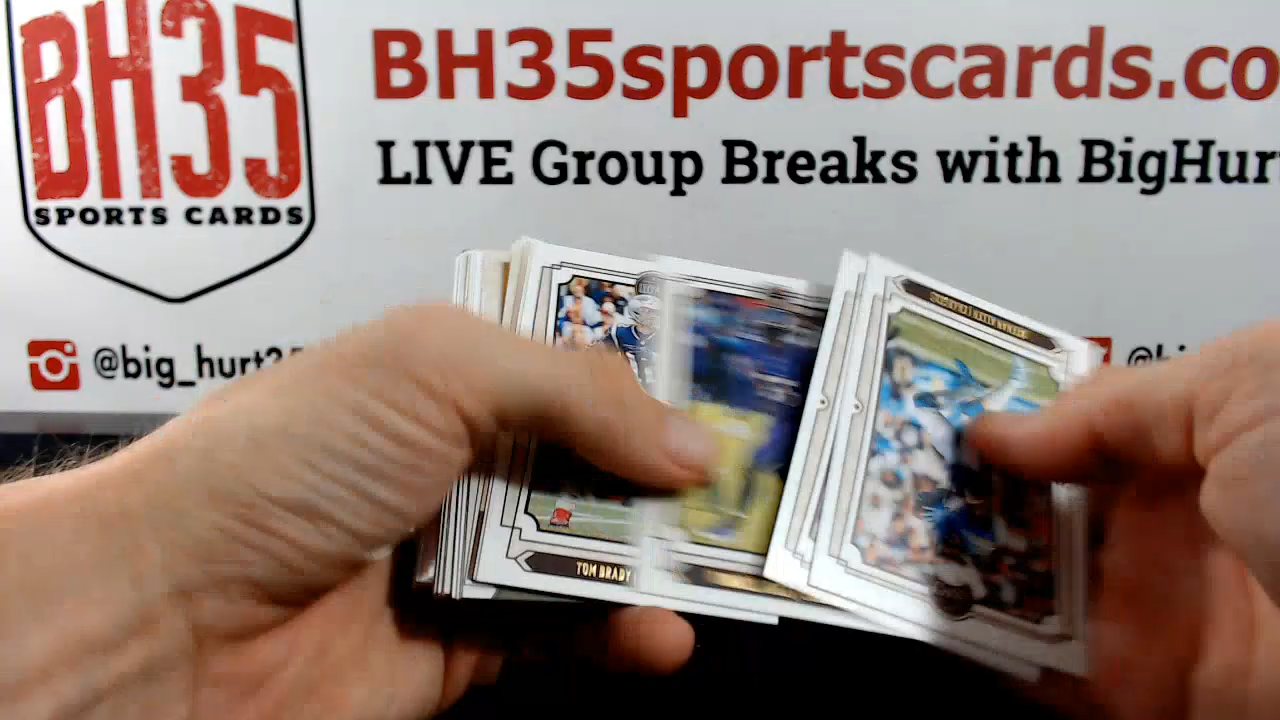 BH35
SPORTS CARDS
BH35sportscards.co
LIVE Group Breaks with BigHur
@big_hurt3
TOM BRADY